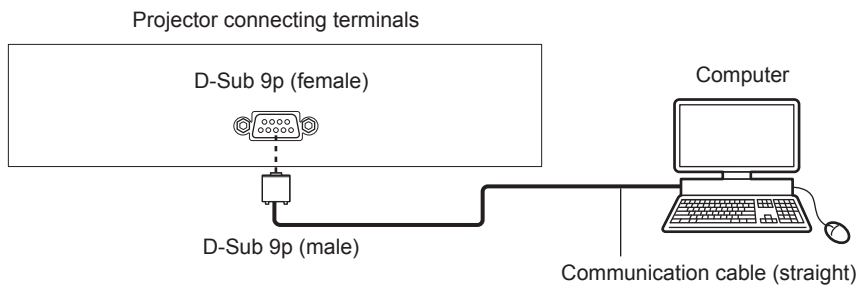 Projector connecting terminals
D-Sub 9p (female)
Computer
D-Sub 9p (male)
Communication cable (straight)